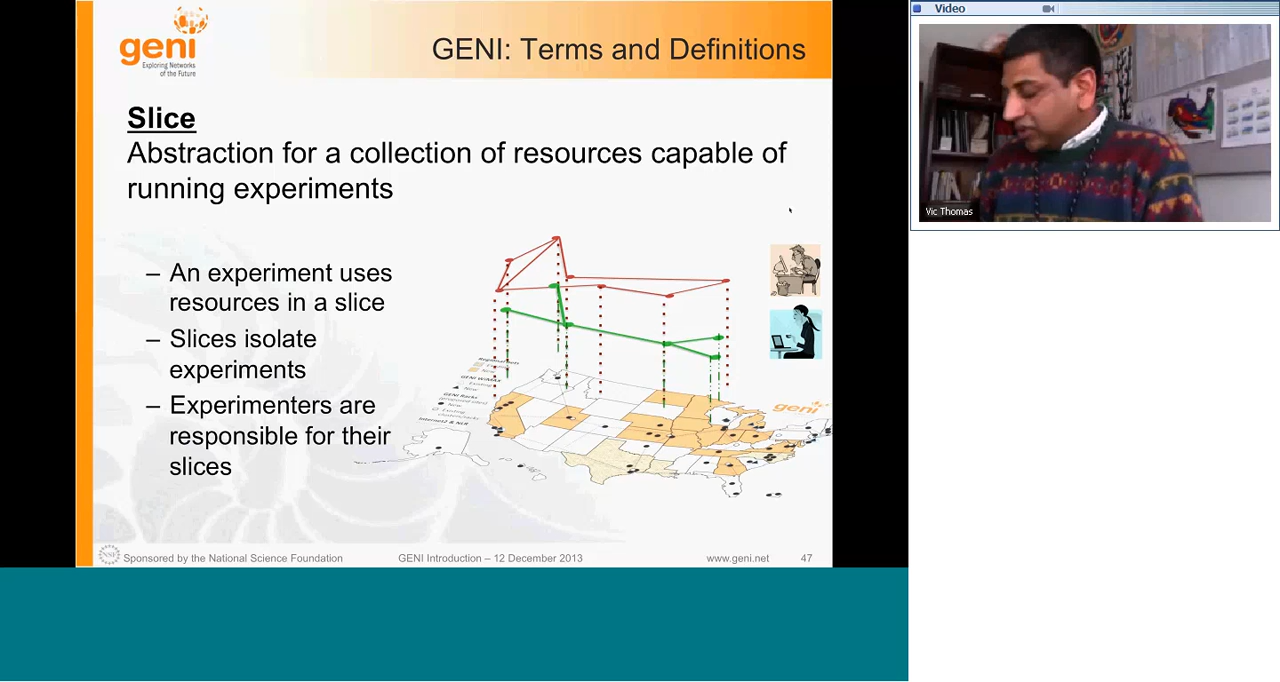 Video
geni
Exploring Networks
of the Future
GENI: Terms and Definitions
Slice
Abstraction for a collection of resources capable of
running experiments
– An experiment uses
resources in a slice
– Slices isolate
experiments
– Experimenters are
responsible for their
slices
geni
Sponsored by the National Science Foundation
GENI Introduction – 12 December 2013
www.geni.net
47
Vic Thomas